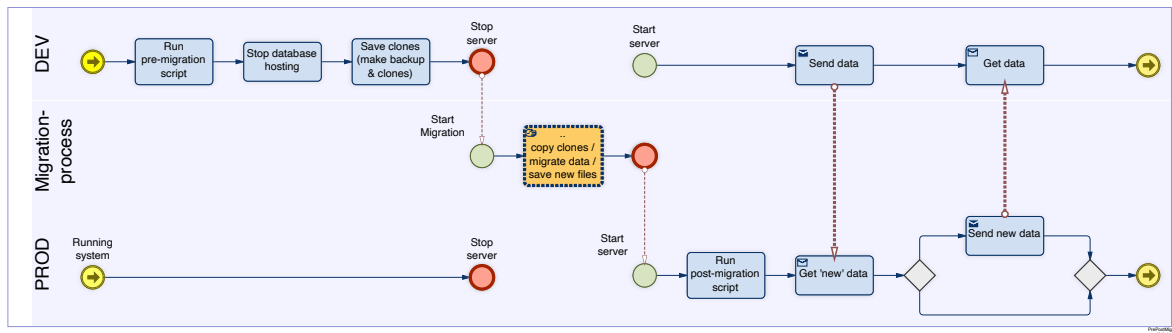 DEV
Run
pre-migration
script
Stop database
hosting
Save clones
(make backup
& clones)
Stop
server
Start
server
Send data
Get data
Migration-
process
Start
Migration
..
copy clones /
migrate data /
save new files
PROD
Running
system
Stop
server
Start
server
Run
post-migration
script
Get 'new' data
Send new data
PrePostMig